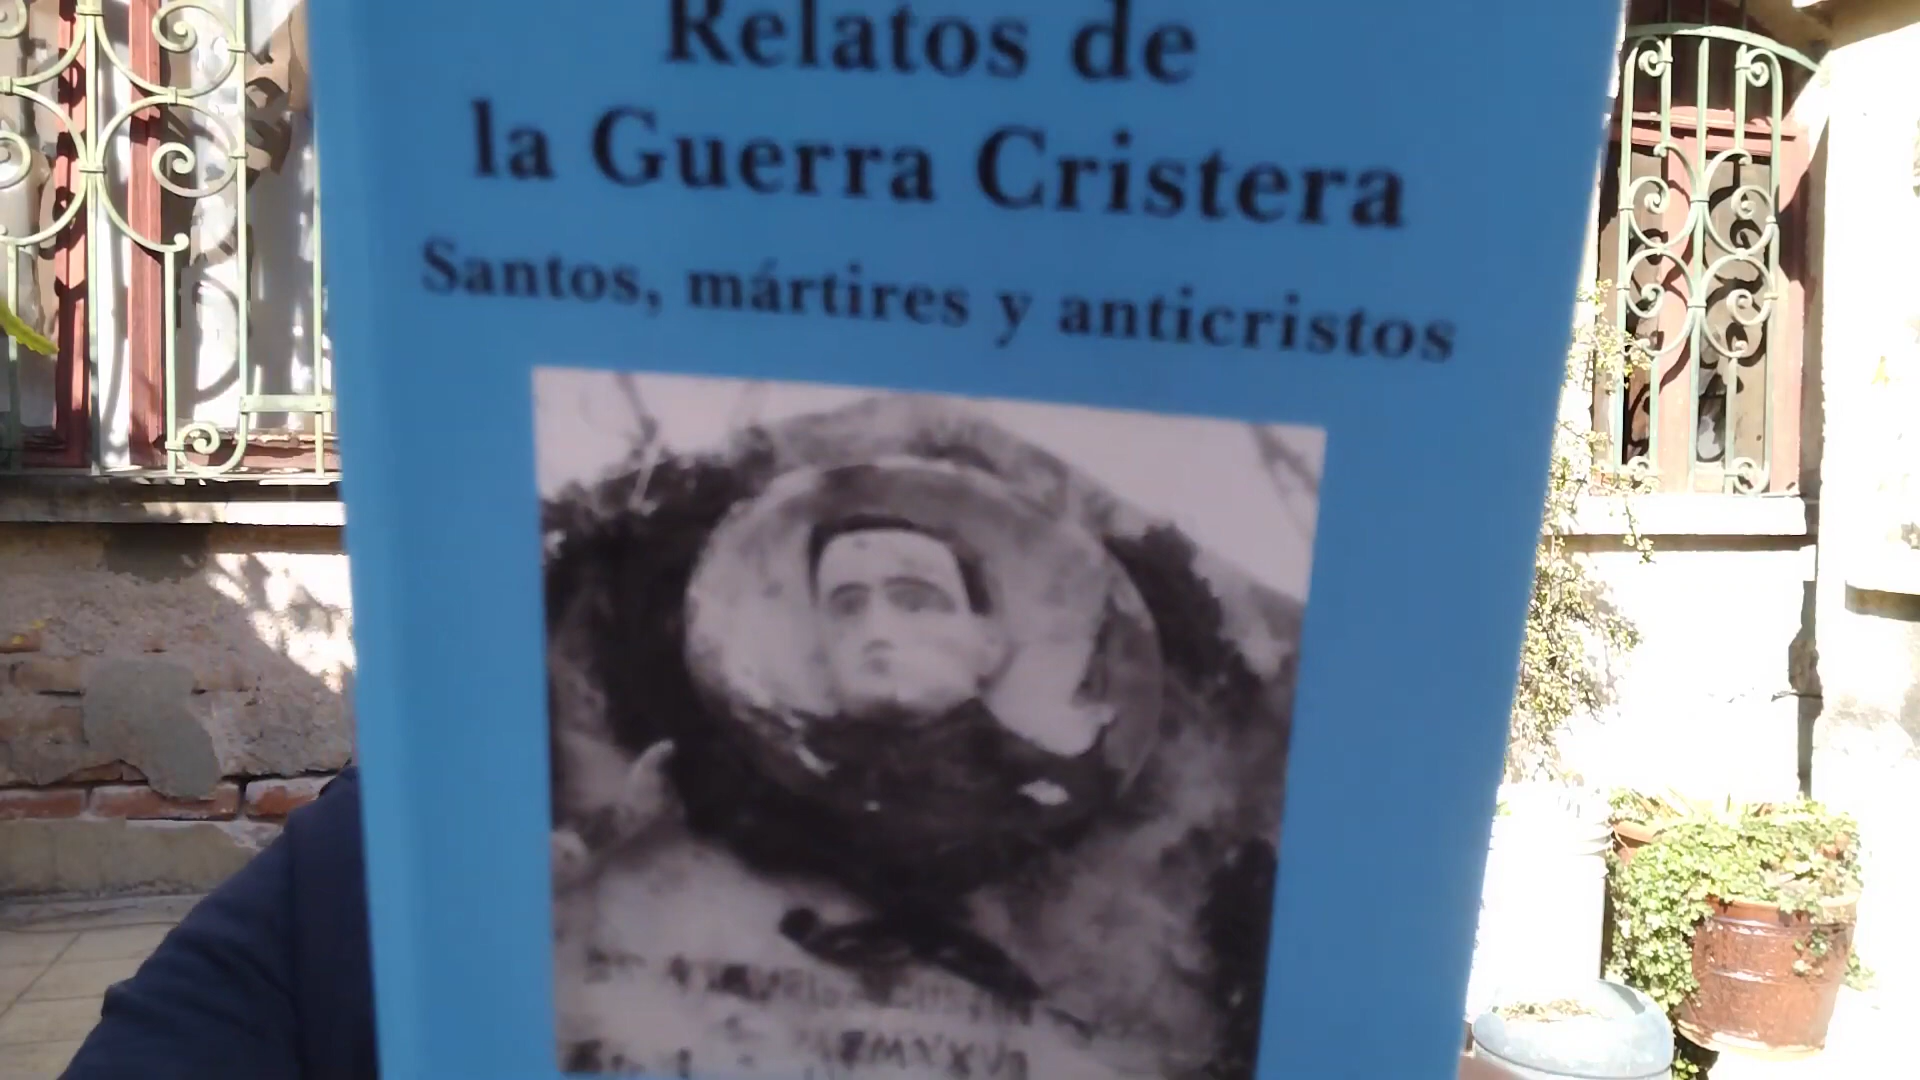 Relatos de
la Guerra Cristera
Santos, mártires y anticristos